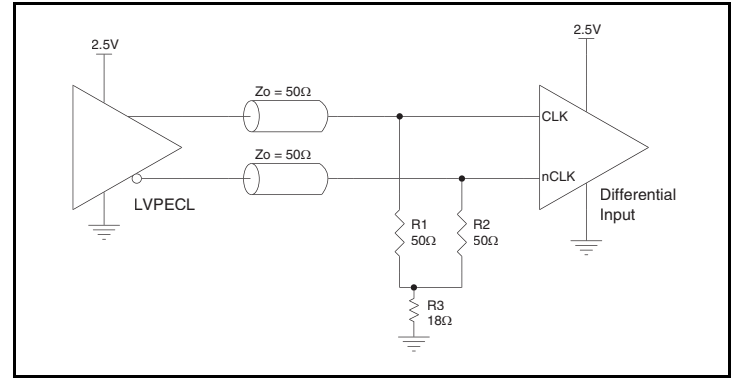 2.5V
2.5V
Zo = 50Ω
CLK
Zo = 50Ω
nCLK
LVPECL
Differential
Input
R1
50Ω
R2
50Ω
R3
18Ω